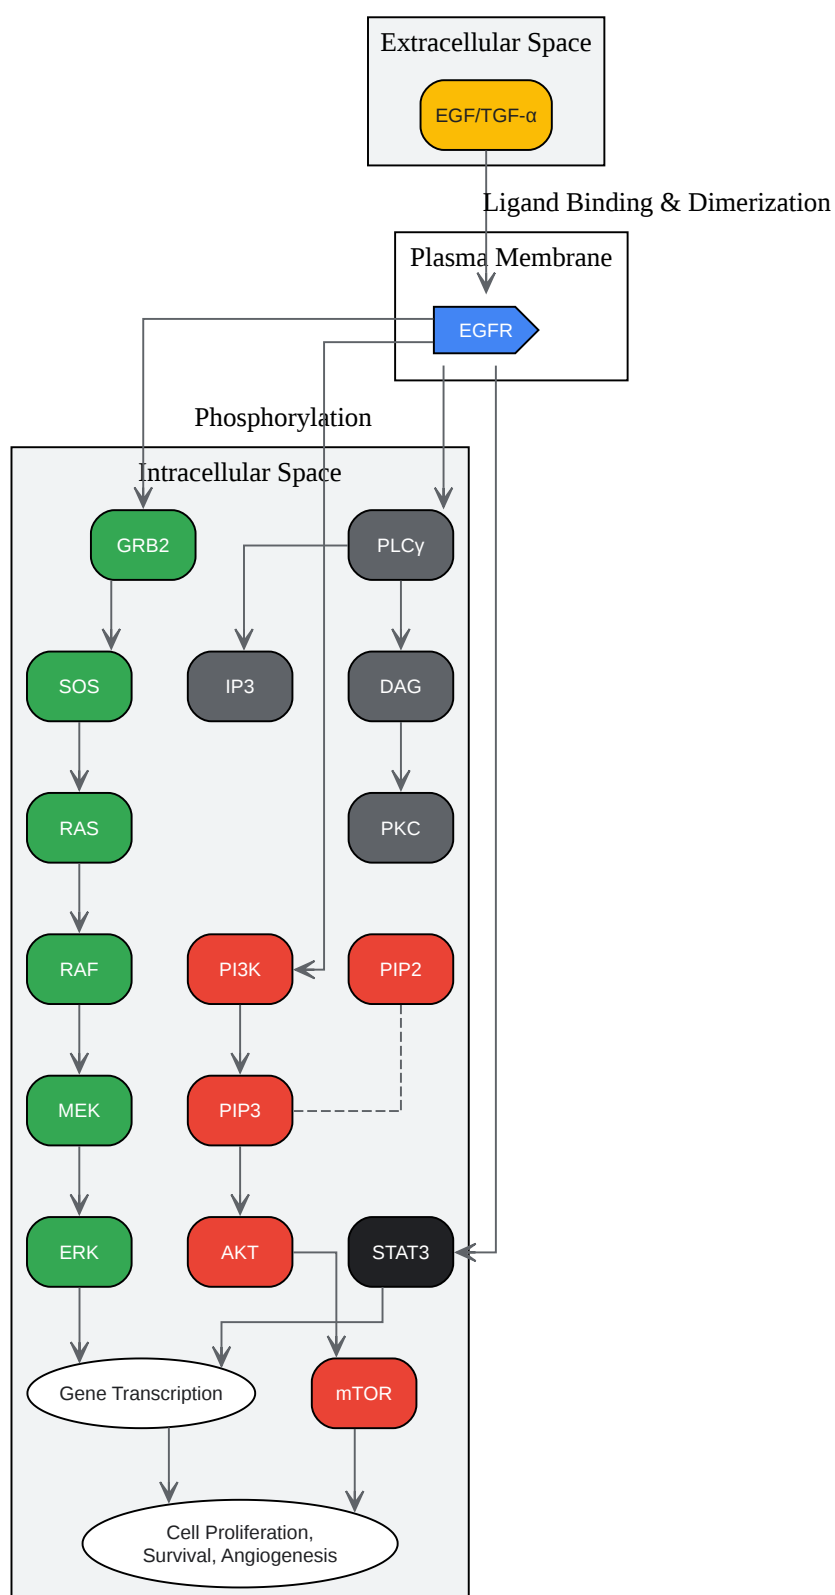 Extracellular Space
EGF/TGF-α
Ligand Binding & Dimerization
Plasma Membrane
EGFR
Phosphorylation
Intracellular Space
GRB2
PLCγ
SOS
IP3
DAG
RAS
PKC
RAF
PI3K
PIP2
MEK
PIP3
ERK
AKT
STAT3
Gene Transcription
mTOR
Cell Proliferation,
Survival, Angiogenesis